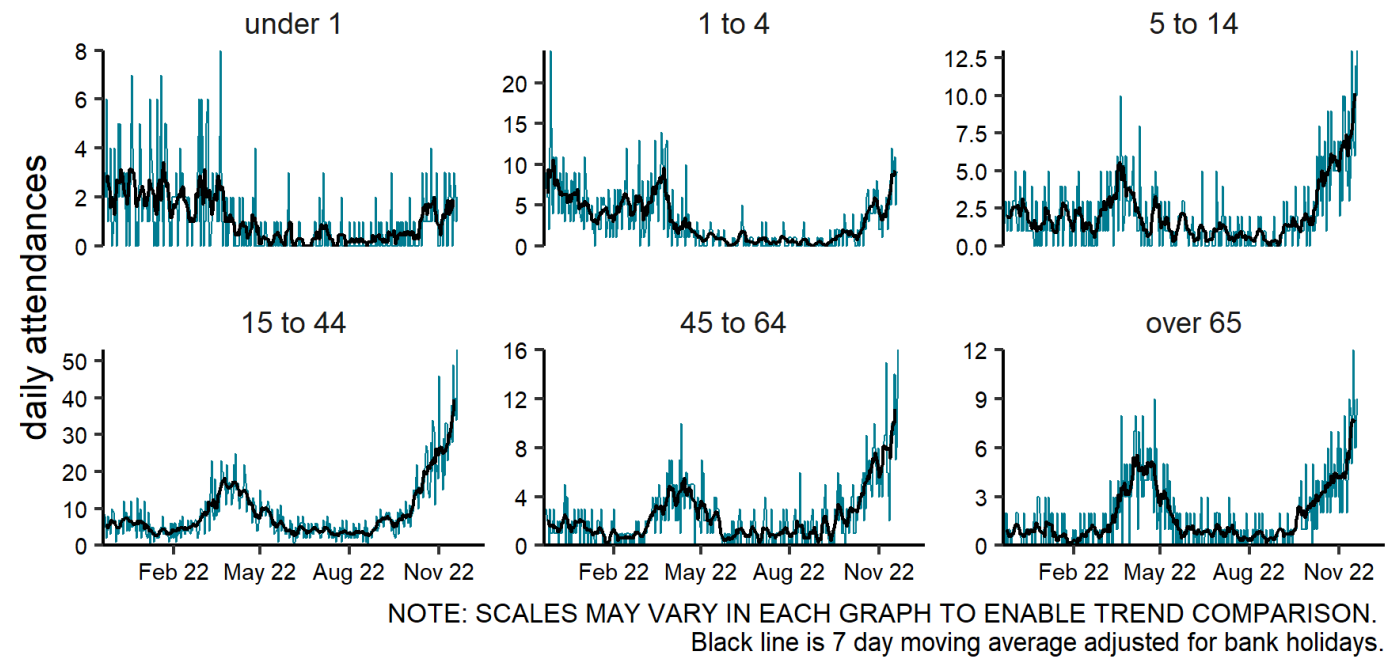 under 1
1 to 4
5 to 14
8
6
4
2
0
20
15
10
5
0
12.5
10.0
7.5
5.0
2.5
0.0
daily attendances
15 to 44
45 to 64
over 65
50
40
30
20
10
0
16
12
8
4
0
12
9
6
3
0
Feb 22 May 22 Aug 22 Nov 22
Feb 22 May 22 Aug 22 Nov 22
Feb 22 May 22 Aug 22 Nov 22
NOTE: SCALES MAY VARY IN EACH GRAPH TO ENABLE TREND COMPARISON.
Black line is 7 day moving average adjusted for bank holidays.